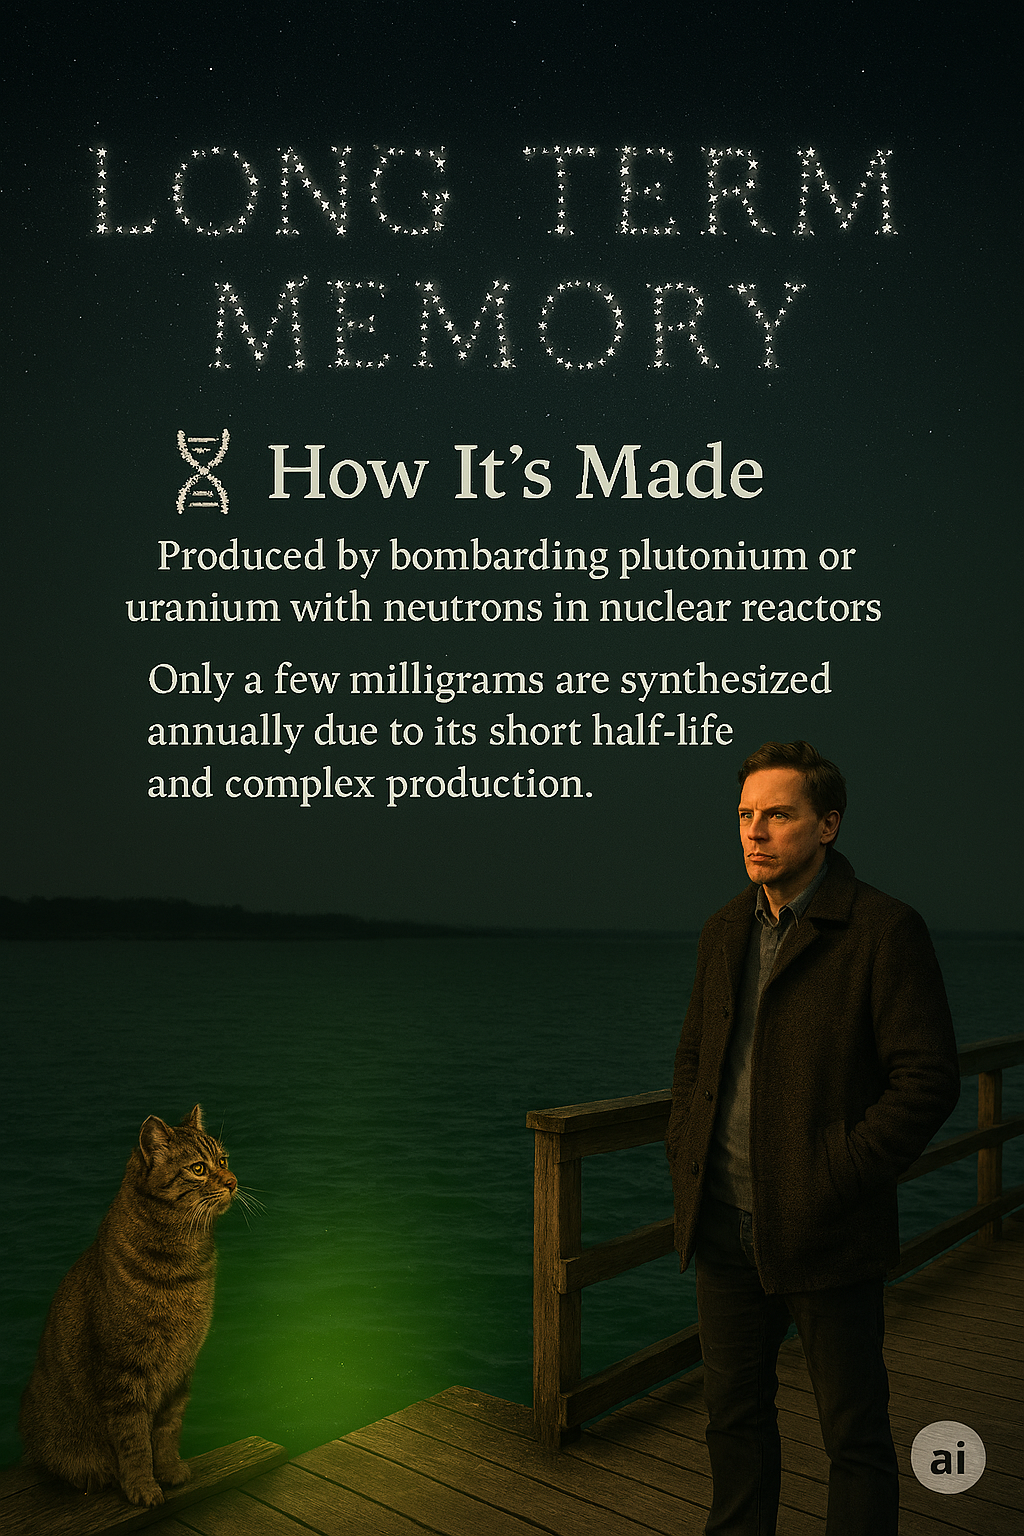 LONG TERM
MEMORY
How It’s Made
Produced by bombarding plutonium or
uranium with neutrons in nuclear reactors
Only a few milligrams are synthesized
annually due to its short half-life
and complex production.
ai